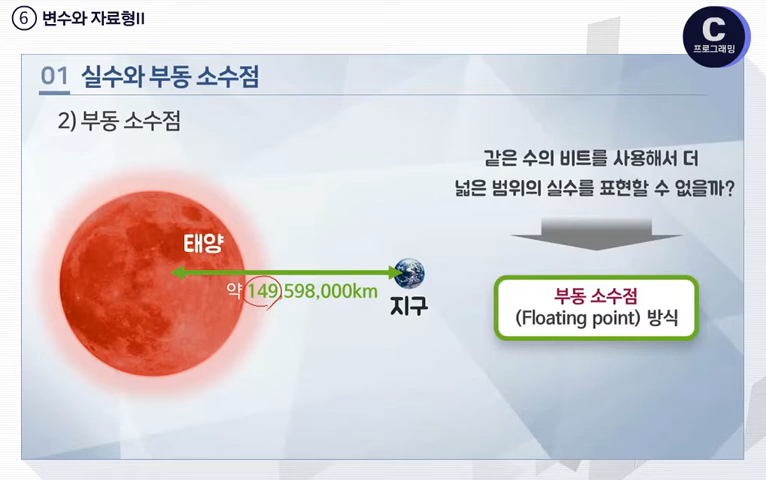 ⑥ 변수와 자료형II
C
프로그래밍
01 실수와 부동 소수점
2) 부동 소수점
태양
약 149,598,000km
지구
같은 수의 비트를 사용해서 더
넓은 범위의 실수를 표현할 수 없을까?
부동 소수점
(Floating point) 방식